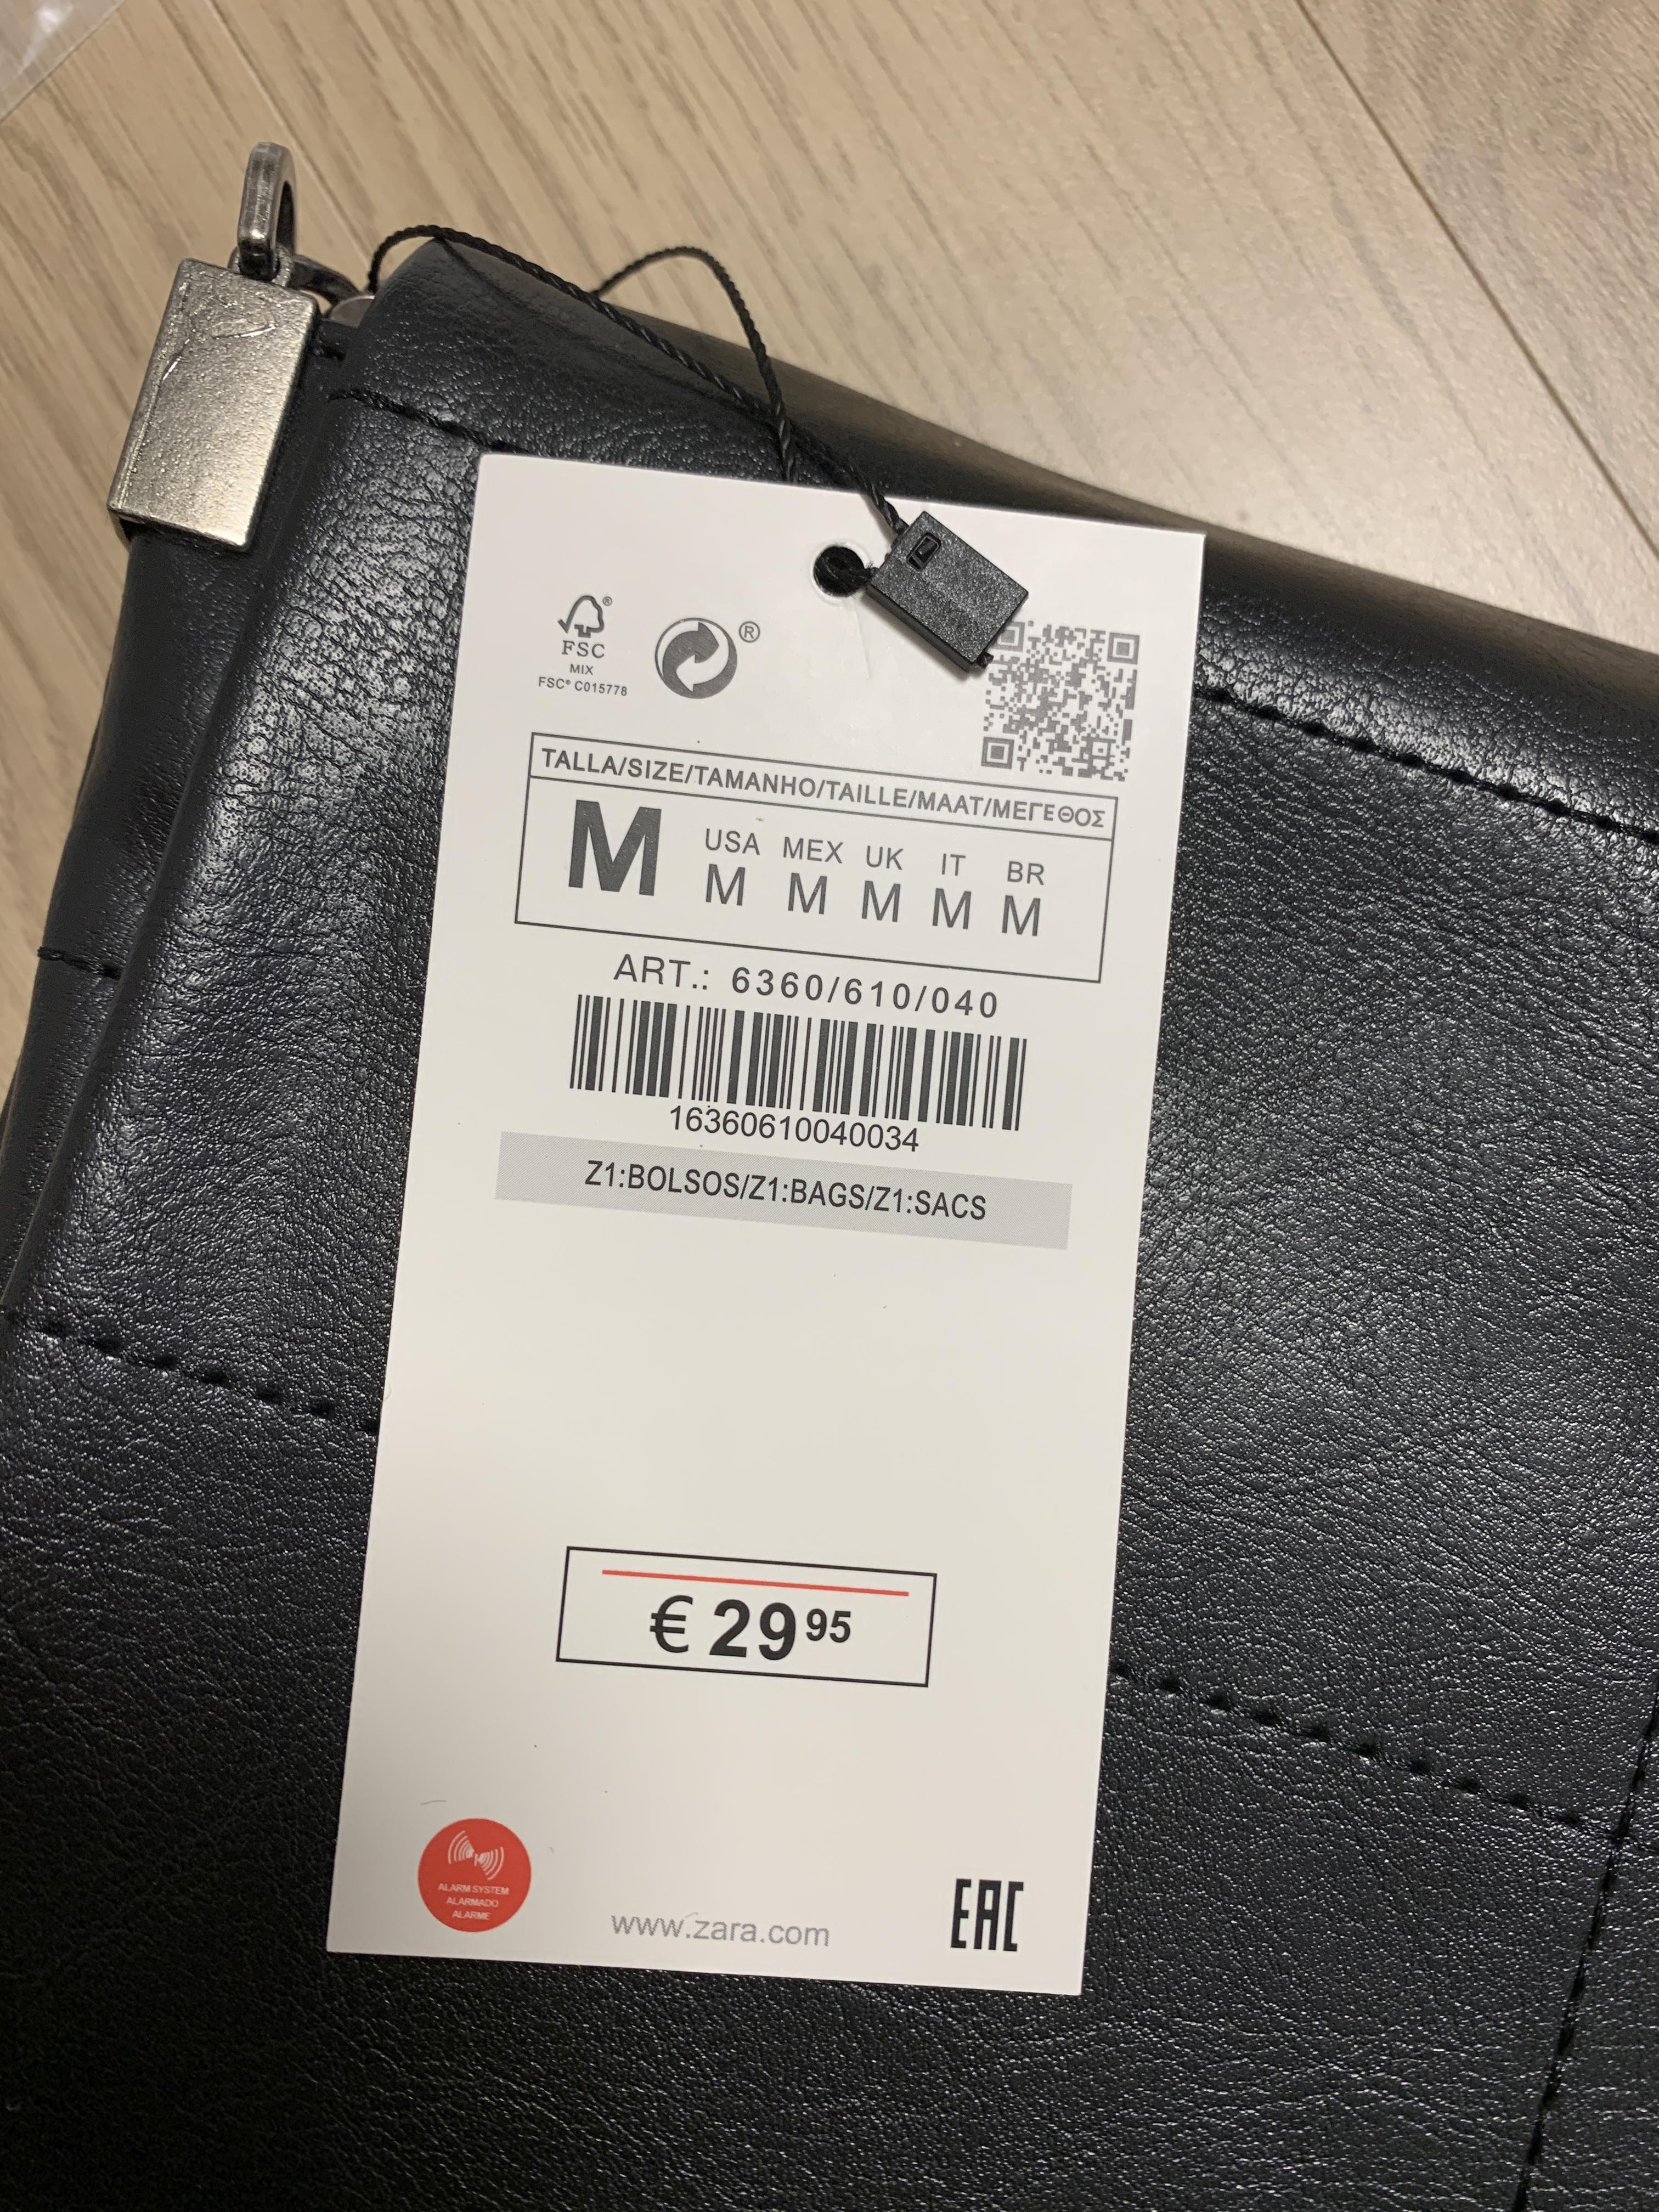 FSC®
MIX
FSC® C015778
®
TALLA/SIZE/TAMANHO/TAILLE/MAAT/ΜΕΓΕΘΟΣ
M USA MEX UK IT BR
M M M M M
ART.: 6360/610/040
16360610040034
Z1:BOLSOS/Z1:BAGS/Z1:SACS
€ 29 95
ALARM SYSTEM
ALARMADO
ALARME
www.zara.com
EAC